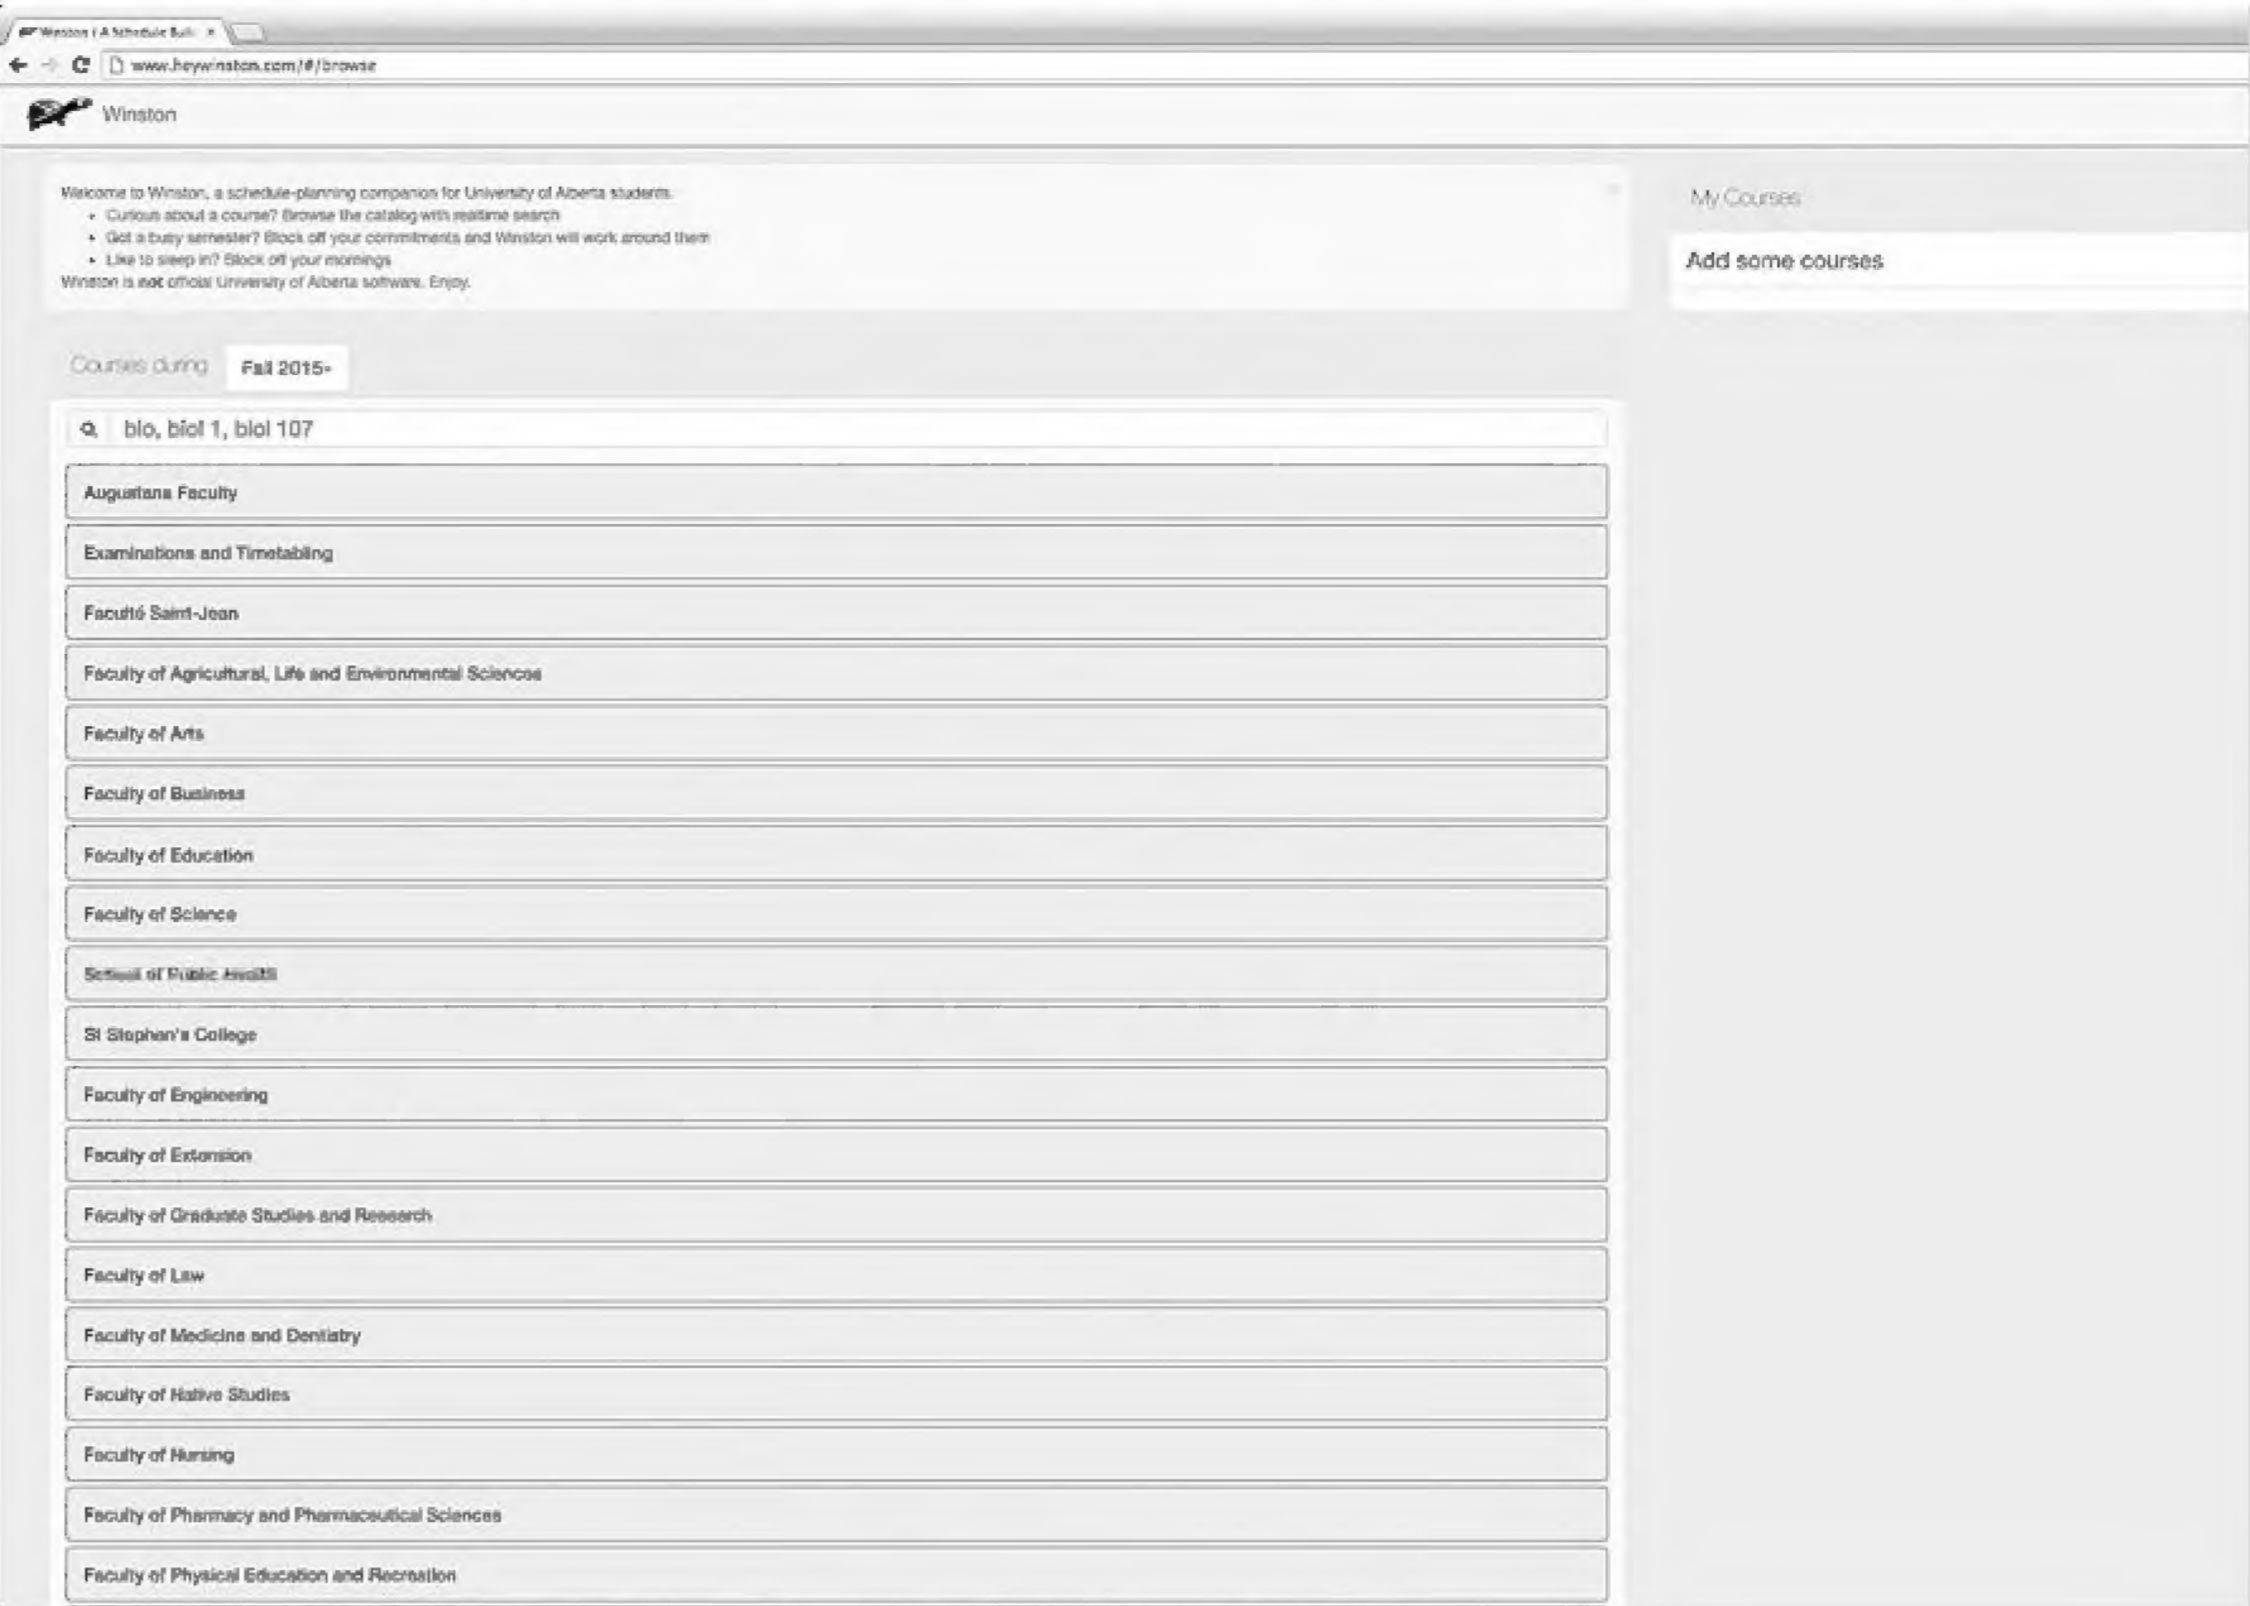 Winston | A Schedule Buil
www.heywinston.com/#/browse
Winston
Welcome to Winston, a schedule-planning companion for University of Alberta students.
• Curious about a course? Browse the catalog with realtime search
• Got a busy semester? Block off your commitments and Winston will work around them
• Like to sleep in? Block off your mornings
Winston is not official University of Alberta software. Enjoy.
My Courses
Add some courses
Courses during Fall 2015
bio, biol 1, biol 107
Augustana Faculty
Examinations and Timetabling
Faculté Saint-Jean
Faculty of Agricultural, Life and Environmental Sciences
Faculty of Arts
Faculty of Business
Faculty of Education
Faculty of Science
School of Public Health
St Stephen's College
Faculty of Engineering
Faculty of Extension
Faculty of Graduate Studies and Research
Faculty of Law
Faculty of Medicine and Dentistry
Faculty of Native Studies
Faculty of Nursing
Faculty of Pharmacy and Pharmaceutical Sciences
Faculty of Physical Education and Recreation